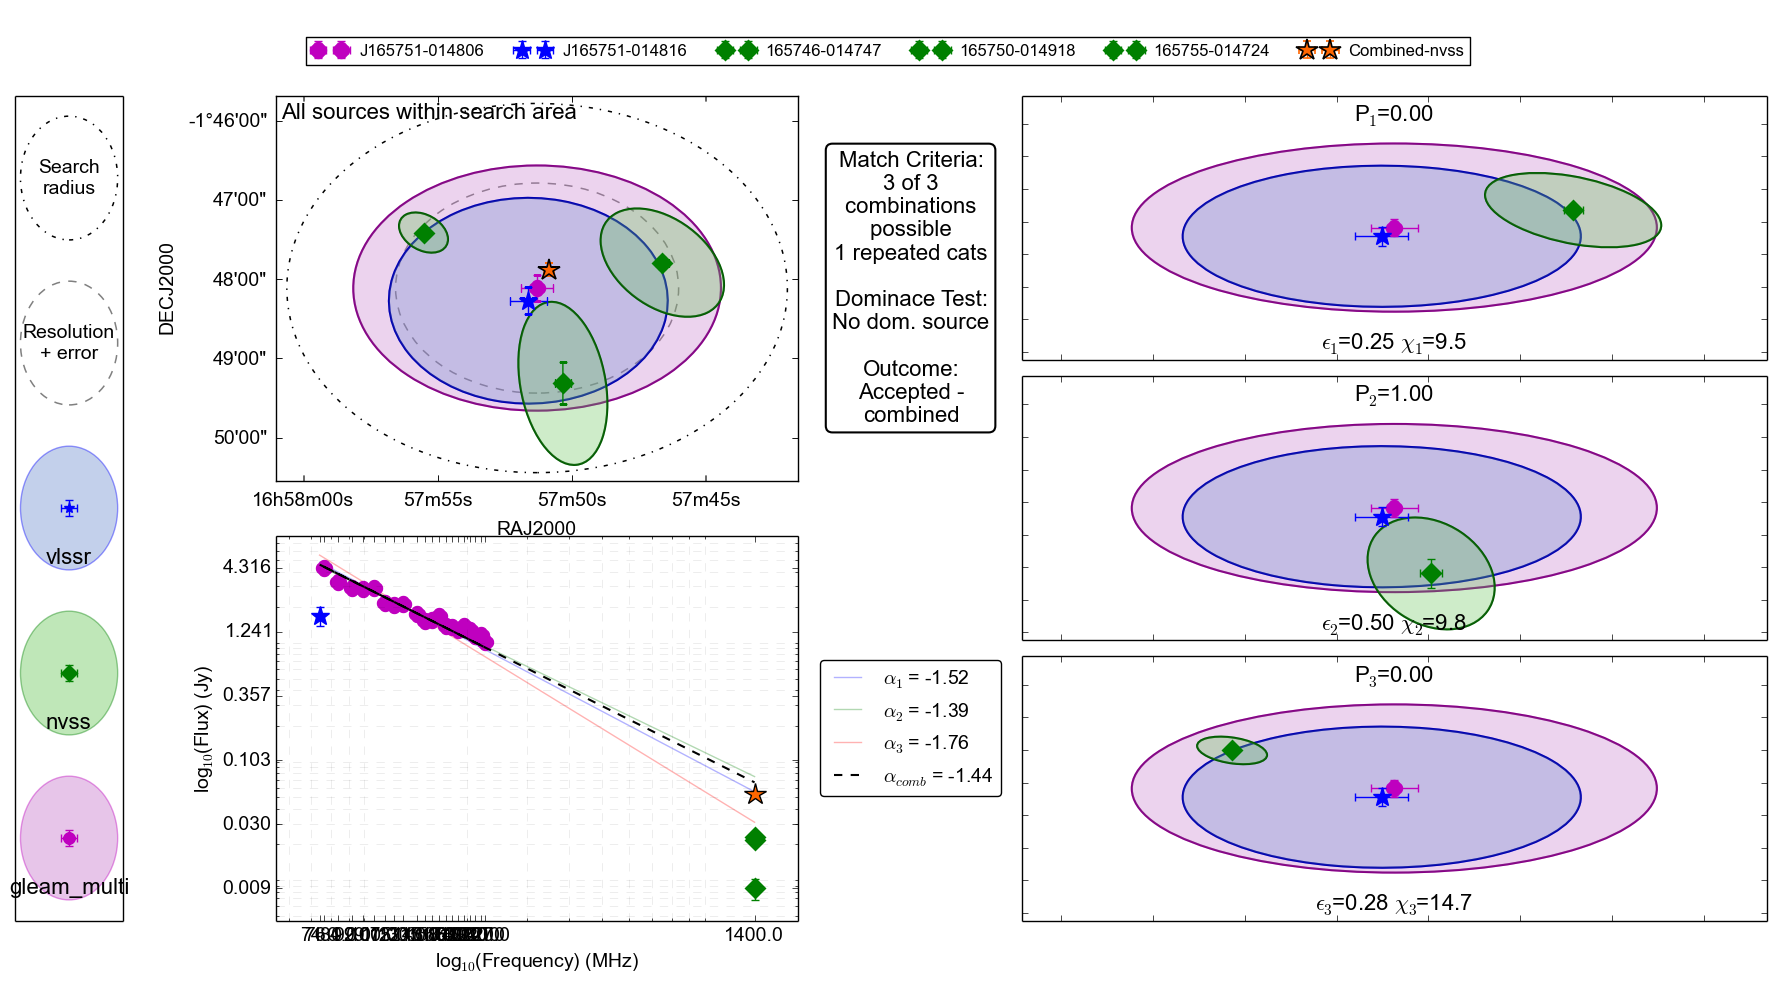 J165751-014806 J165751-014816 165746-014747 165750-014918 165755-014724 Combined-nvss
Search
radius
Resolution
+ error
vlssr
nvss
gleam_multi
All sources within search area
DECJ2000
-1°46'00"
47'00"
48'00"
49'00"
50'00"
16h58m00s 57m55s 57m50s 57m45s
RAJ2000
Match Criteria:
3 of 3
combinations
possible
1 repeated cats
Dominace Test:
No dom. source
Outcome:
Accepted -
combined
log10(Flux) (Jy)
4.316
1.241
0.357
0.103
0.030
0.009
1400.0
log10(Frequency) (MHz)
α1 = -1.52
α2 = -1.39
α3 = -1.76
αcomb = -1.44
P1=0.00
ϵ1=0.25 χ1=9.5
P2=1.00
ϵ2=0.50 χ2=9.8
P3=0.00
ϵ3=0.28 χ3=14.7